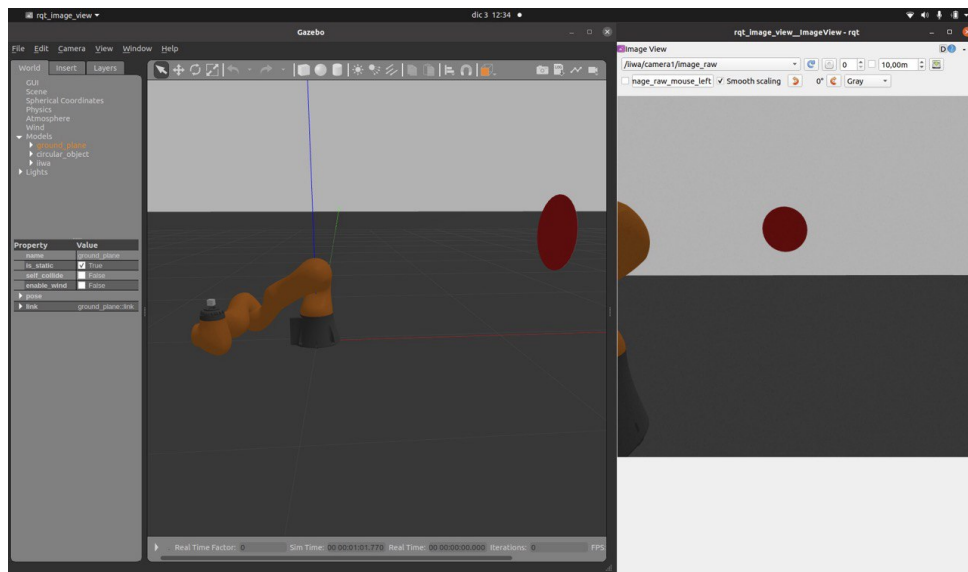 rqt_image_view
dic 3 12:34
Gazebo
File Edit Camera View Window Help
World Insert Layers
GUI
Scene
Spherical Coordinates
Physics
Atmosphere
Wind
Models
ground_plane
circular_object
iiwa
Lights
Property Value
name ground_plane
is_static True
self_collide False
enable_wind False
pose
link ground_plane::link
Real Time Factor: 0 Sim Time: 00 00:01:01.770 Real Time: 00 00:00:00.000 Iterations: 0 FPS
rqt_image_view__ImageView - rqt
Image View
D
/iiwa/camera1/image_raw 0 10,00m
nage_raw_mouse_left Smooth scaling 0° Gray